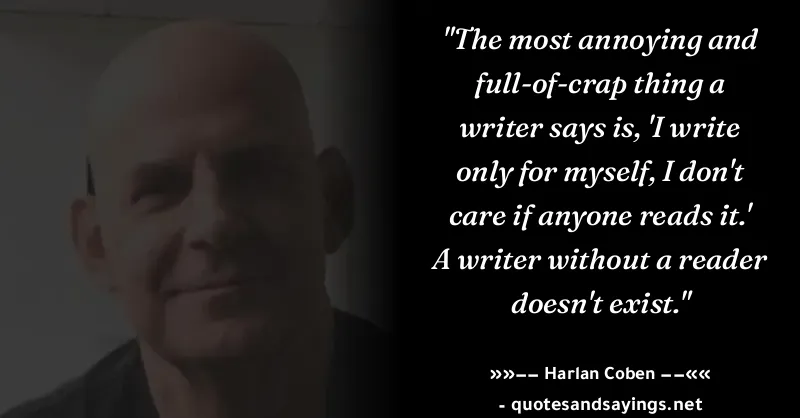 "The most annoying and
full-of-crap thing a
writer says is, 'I write
only for myself, I don't
care if anyone reads it.'
A writer without a reader
doesn't exist."
»»−− Harlan Coben −−««
- quotesandsayings.net